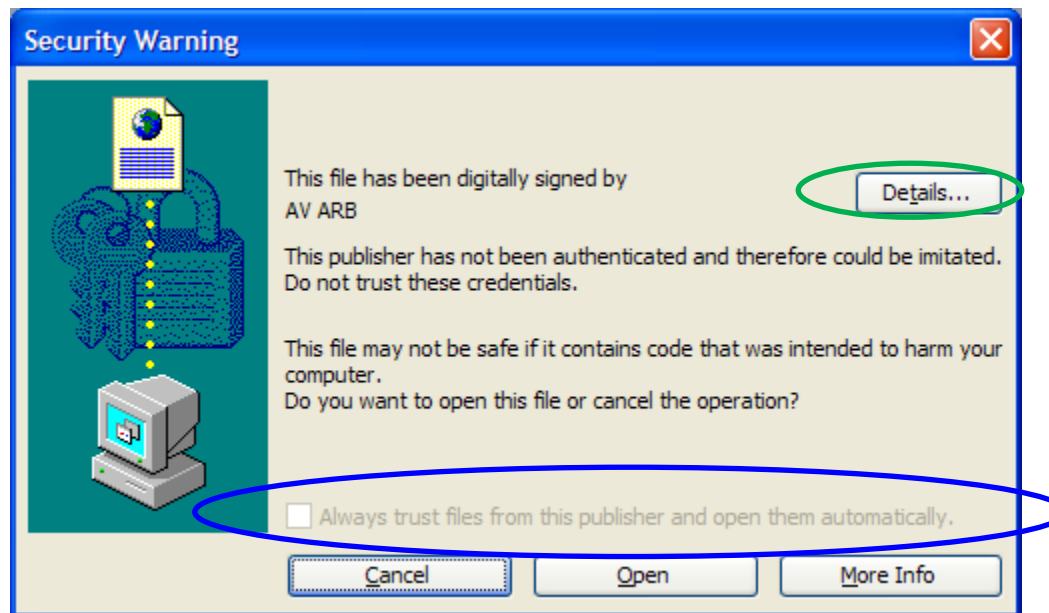 Security Warning
This file has been digitally signed by
Details...
AV ARB
This publisher has not been authenticated and therefore could be imitated.
Do not trust these credentials.
This file may not be safe if it contains code that was intended to harm your
computer.
Do you want to open this file or cancel the operation?
Always trust files from this publisher and open them automatically.
Cancel Open More Info